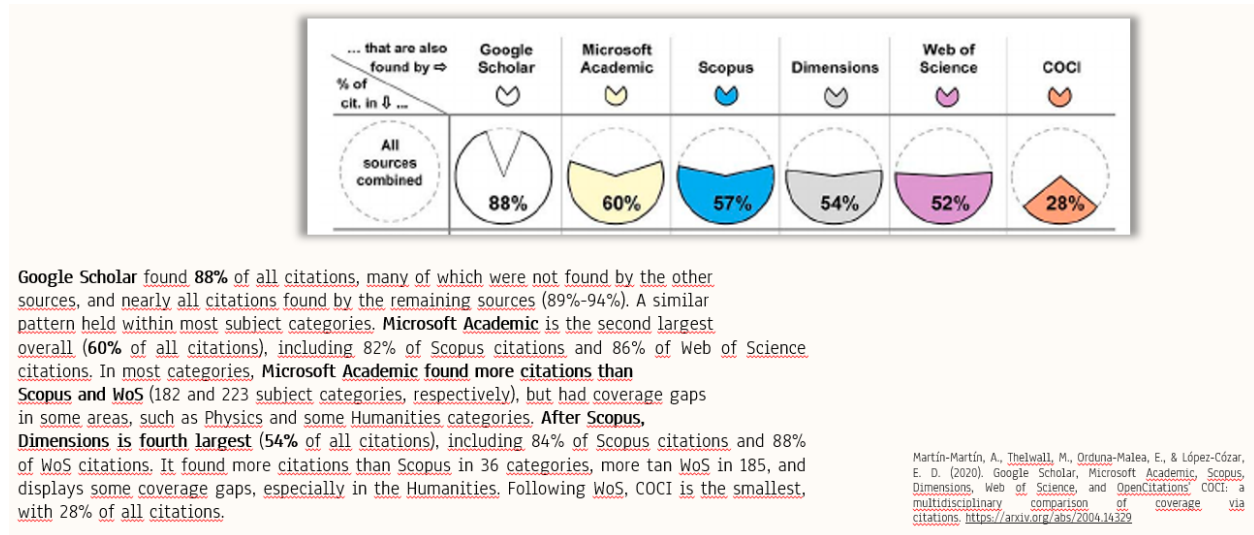 ... that are also found by ⇨
% of cit. in ⇩ ...
Google Scholar
Microsoft Academic
Scopus
Dimensions
Web of Science
COCI
All sources combined
88%
60%
57%
54%
52%
28%
Google Scholar found 88% of all citations, many of which were not found by the other
sources, and nearly all citations found by the remaining sources (89%-94%). A similar
pattern held within most subject categories. Microsoft Academic is the second largest
overall (60% of all citations), including 82% of Scopus citations and 86% of Web of Science
citations. In most categories, Microsoft Academic found more citations than
Scopus and WoS (182 and 223 subject categories, respectively), but had coverage gaps
in some areas, such as Physics and some Humanities categories. After Scopus,
Dimensions is fourth largest (54% of all citations), including 84% of Scopus citations and 88%
of WoS citations. It found more citations than Scopus in 36 categories, more tan WoS in 185, and
displays some coverage gaps, especially in the Humanities. Following WoS, COCI is the smallest,
with 28% of all citations.
Martín-Martín, A., Thelwall, M., Orduna-Malea, E., & López-Cózar,
E. D. (2020). Google Scholar, Microsoft Academic, Scopus,
Dimensions, Web of Science, and OpenCitations' COCI: a
multidisciplinary comparison of coverage via
citations. https://arxiv.org/abs/2004.14329